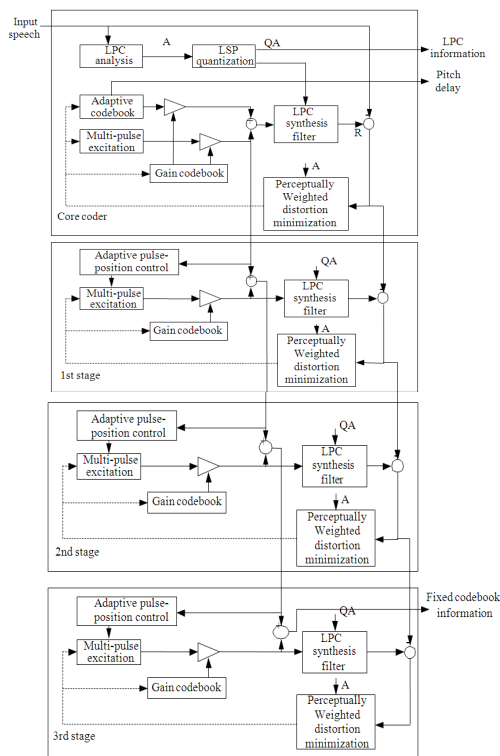 Input
speech
LPC
analysis
A
LSP
quantization
QA
LPC
information
Pitch
delay
Adaptive
codebook
Multi-pulse
excitation
Gain codebook
LPC
synthesis
filter
R
A
Perceptually
Weighted
distortion
minimization
Core coder
Adaptive pulse-
position control
Multi-pulse
excitation
Gain codebook
QA
LPC
synthesis
filter
A
Perceptually
Weighted
distortion
minimization
1st stage
Adaptive pulse-
position control
Multi-pulse
excitation
Gain codebook
QA
LPC
synthesis
filter
A
Perceptually
Weighted
distortion
minimization
2nd stage
Adaptive pulse-
position control
Multi-pulse
excitation
Gain codebook
Fixed codebook
information
QA
LPC
synthesis
filter
A
Perceptually
Weighted
distortion
minimization
3rd stage